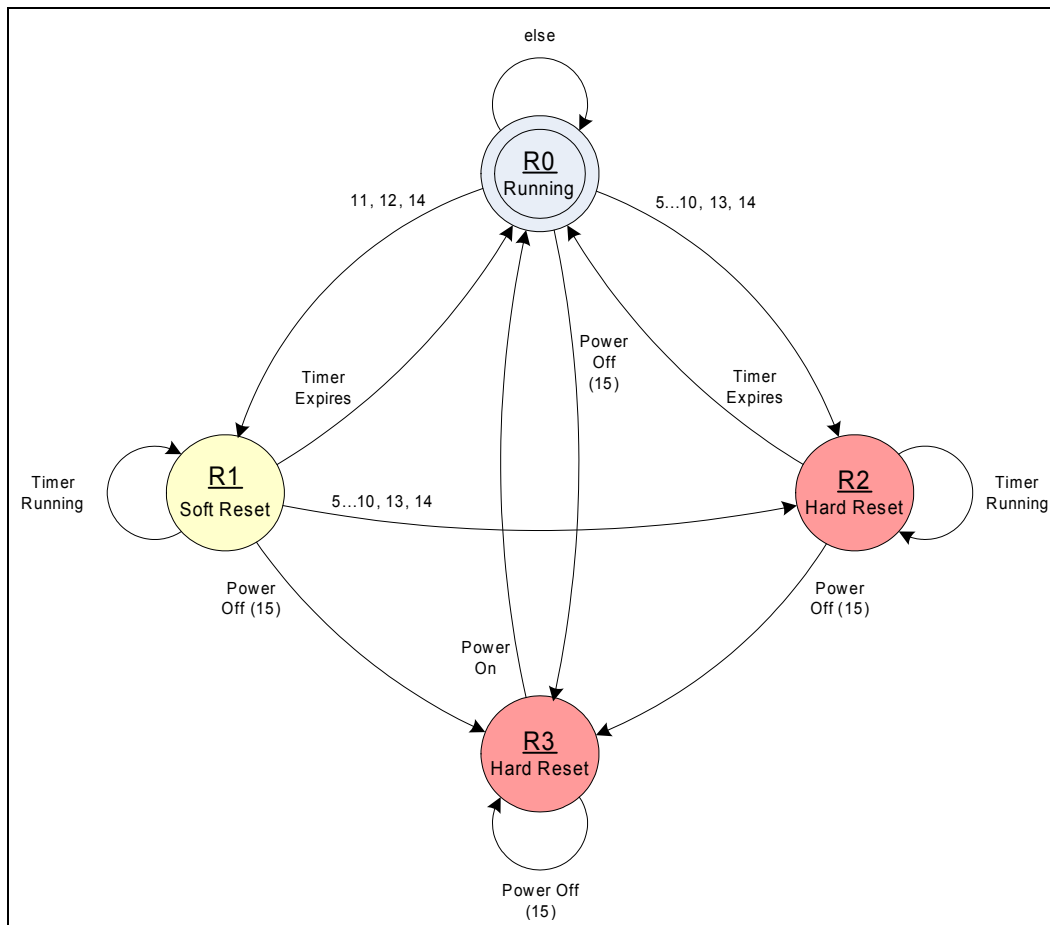 else
R0
Running
11, 12, 14
5...10, 13, 14
Power
Off
(15)
Timer
Expires
Timer
Expires
R1
Soft Reset
Timer
Running
R2
Hard Reset
Timer
Running
5...10, 13, 14
Power
Off (15)
Power
Off (15)
Power
On
R3
Hard Reset
Power Off
(15)